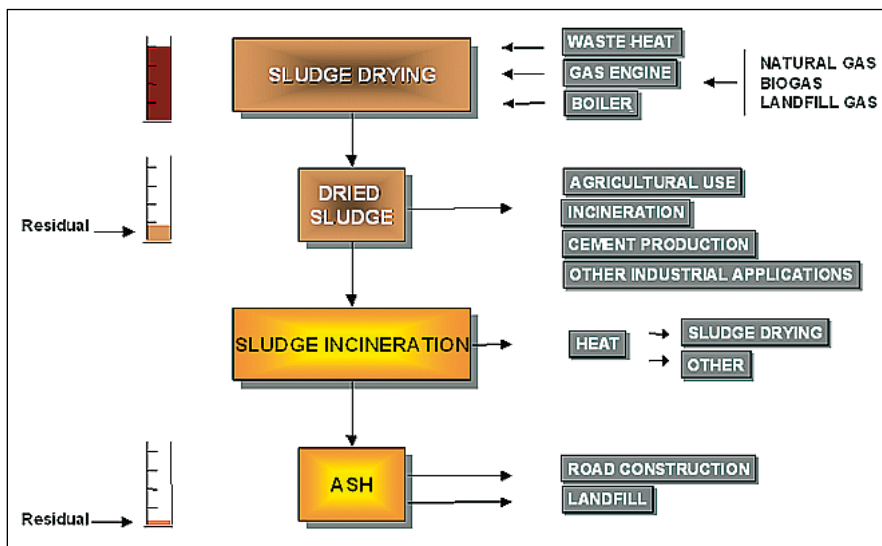 SLUDGE DRYING
WASTE HEAT
GAS ENGINE
BOILER
NATURAL GAS
BIOGAS
LANDFILL GAS
Residual
DRIED
SLUDGE
AGRICULTURAL USE
INCINERATION
CEMENT PRODUCTION
OTHER INDUSTRIAL APPLICATIONS
SLUDGE INCINERATION
HEAT
SLUDGE DRYING
OTHER
Residual
ASH
ROAD CONSTRUCTION
LANDFILL